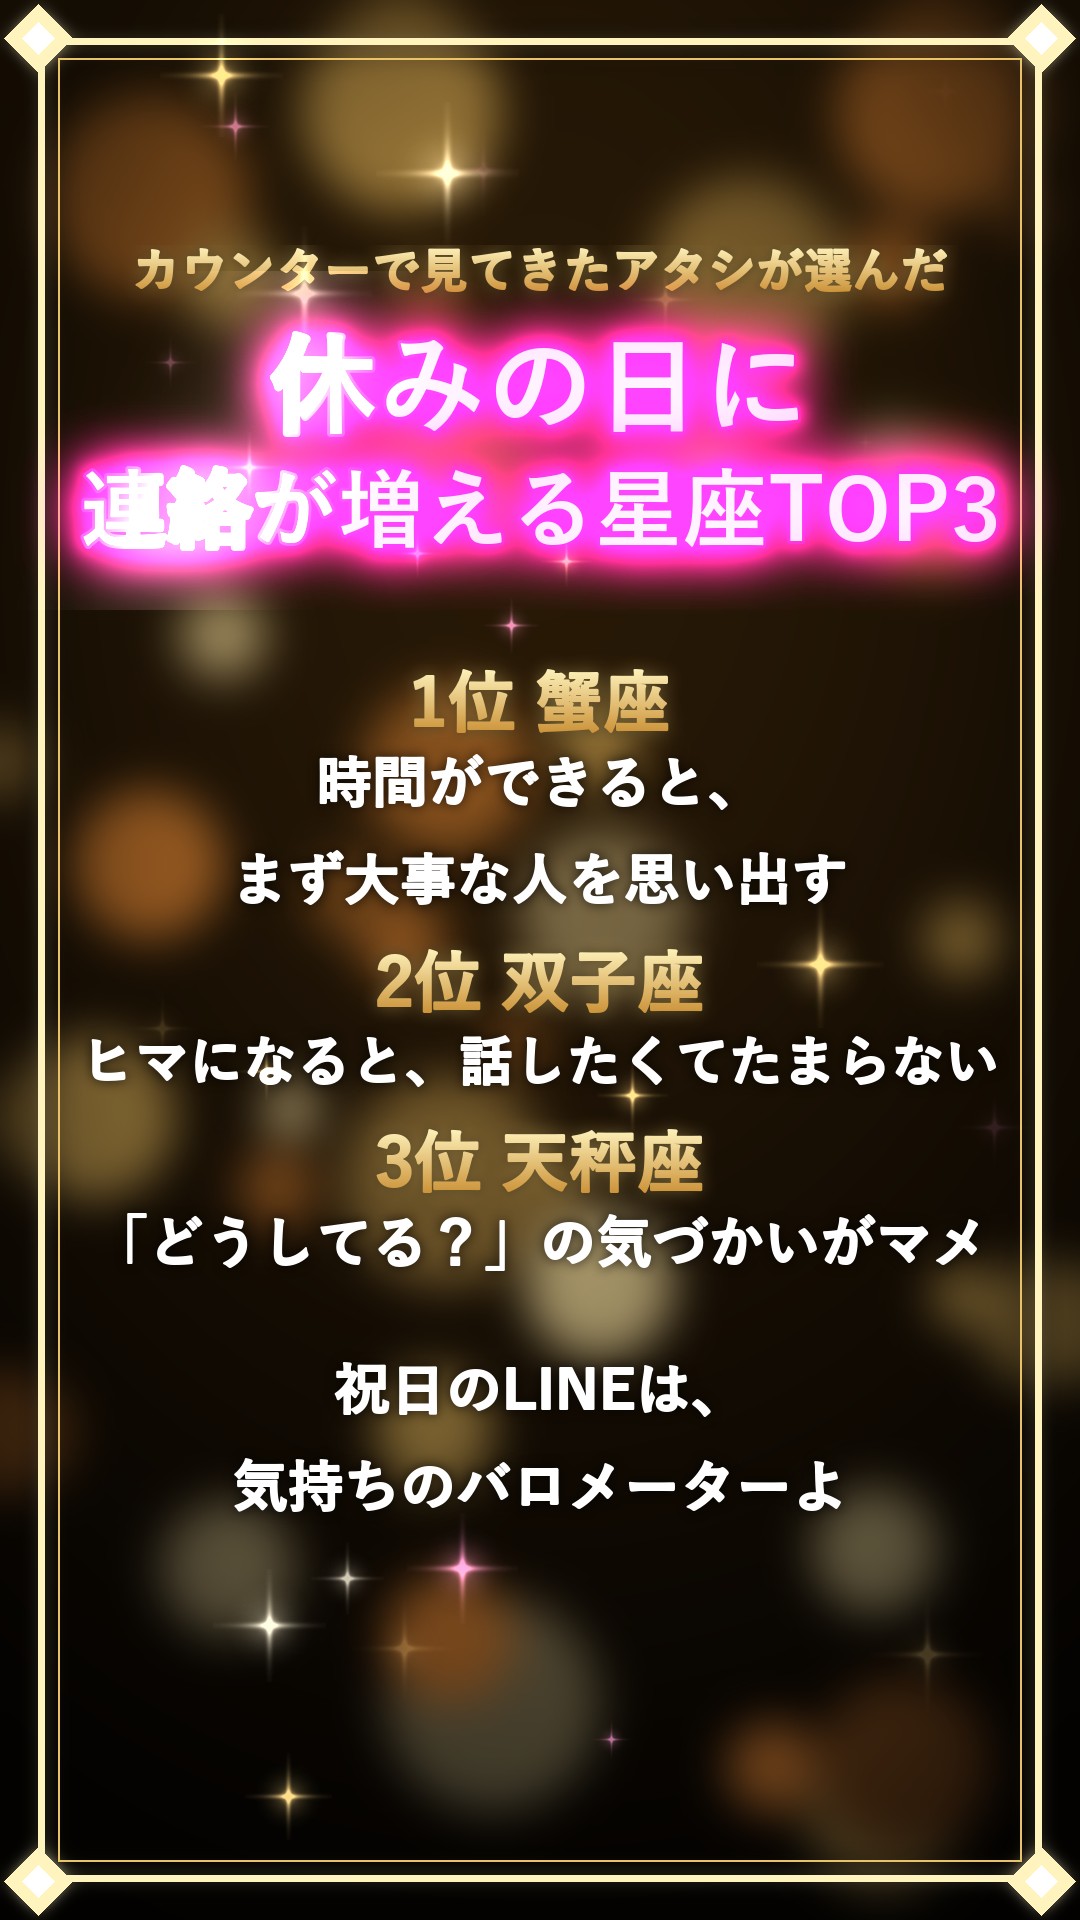 カウンターで見てきたアタシが選んだ
休みの日に
連絡が増える星座TOP3
1位 蟹座
時間ができると、
まず大事な人を思い出す
2位 双子座
ヒマになると、話したくてたまらない
3位 天秤座
「どうしてる？」の気づかいがマメ
祝日のLINEは、
気持ちのバロメーターよ